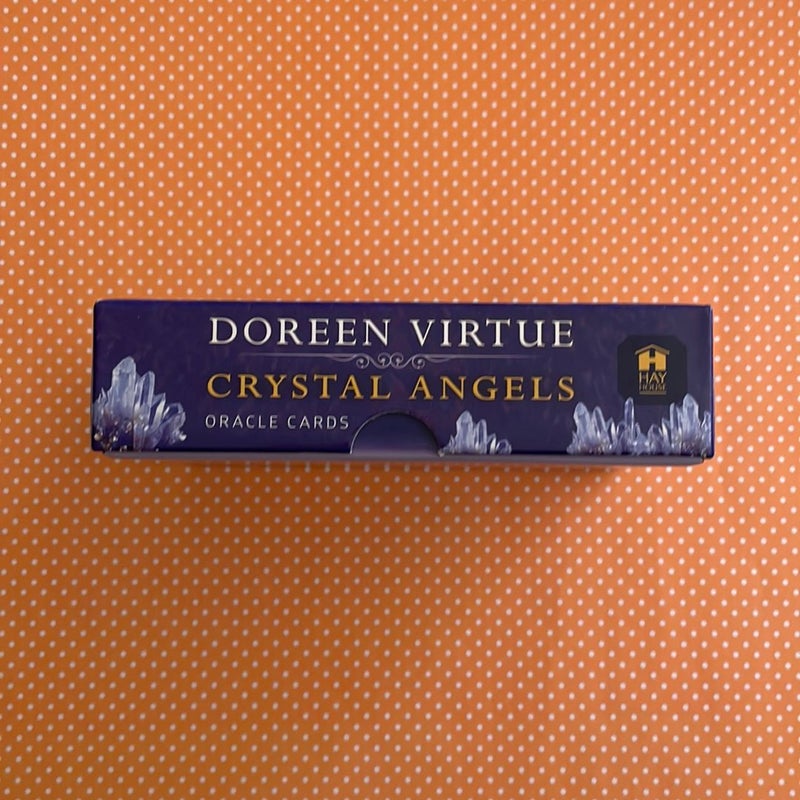 DOREEN VIRTUE
CRYSTAL ANGELS
ORACLE CARDS
HAY
HOUSE